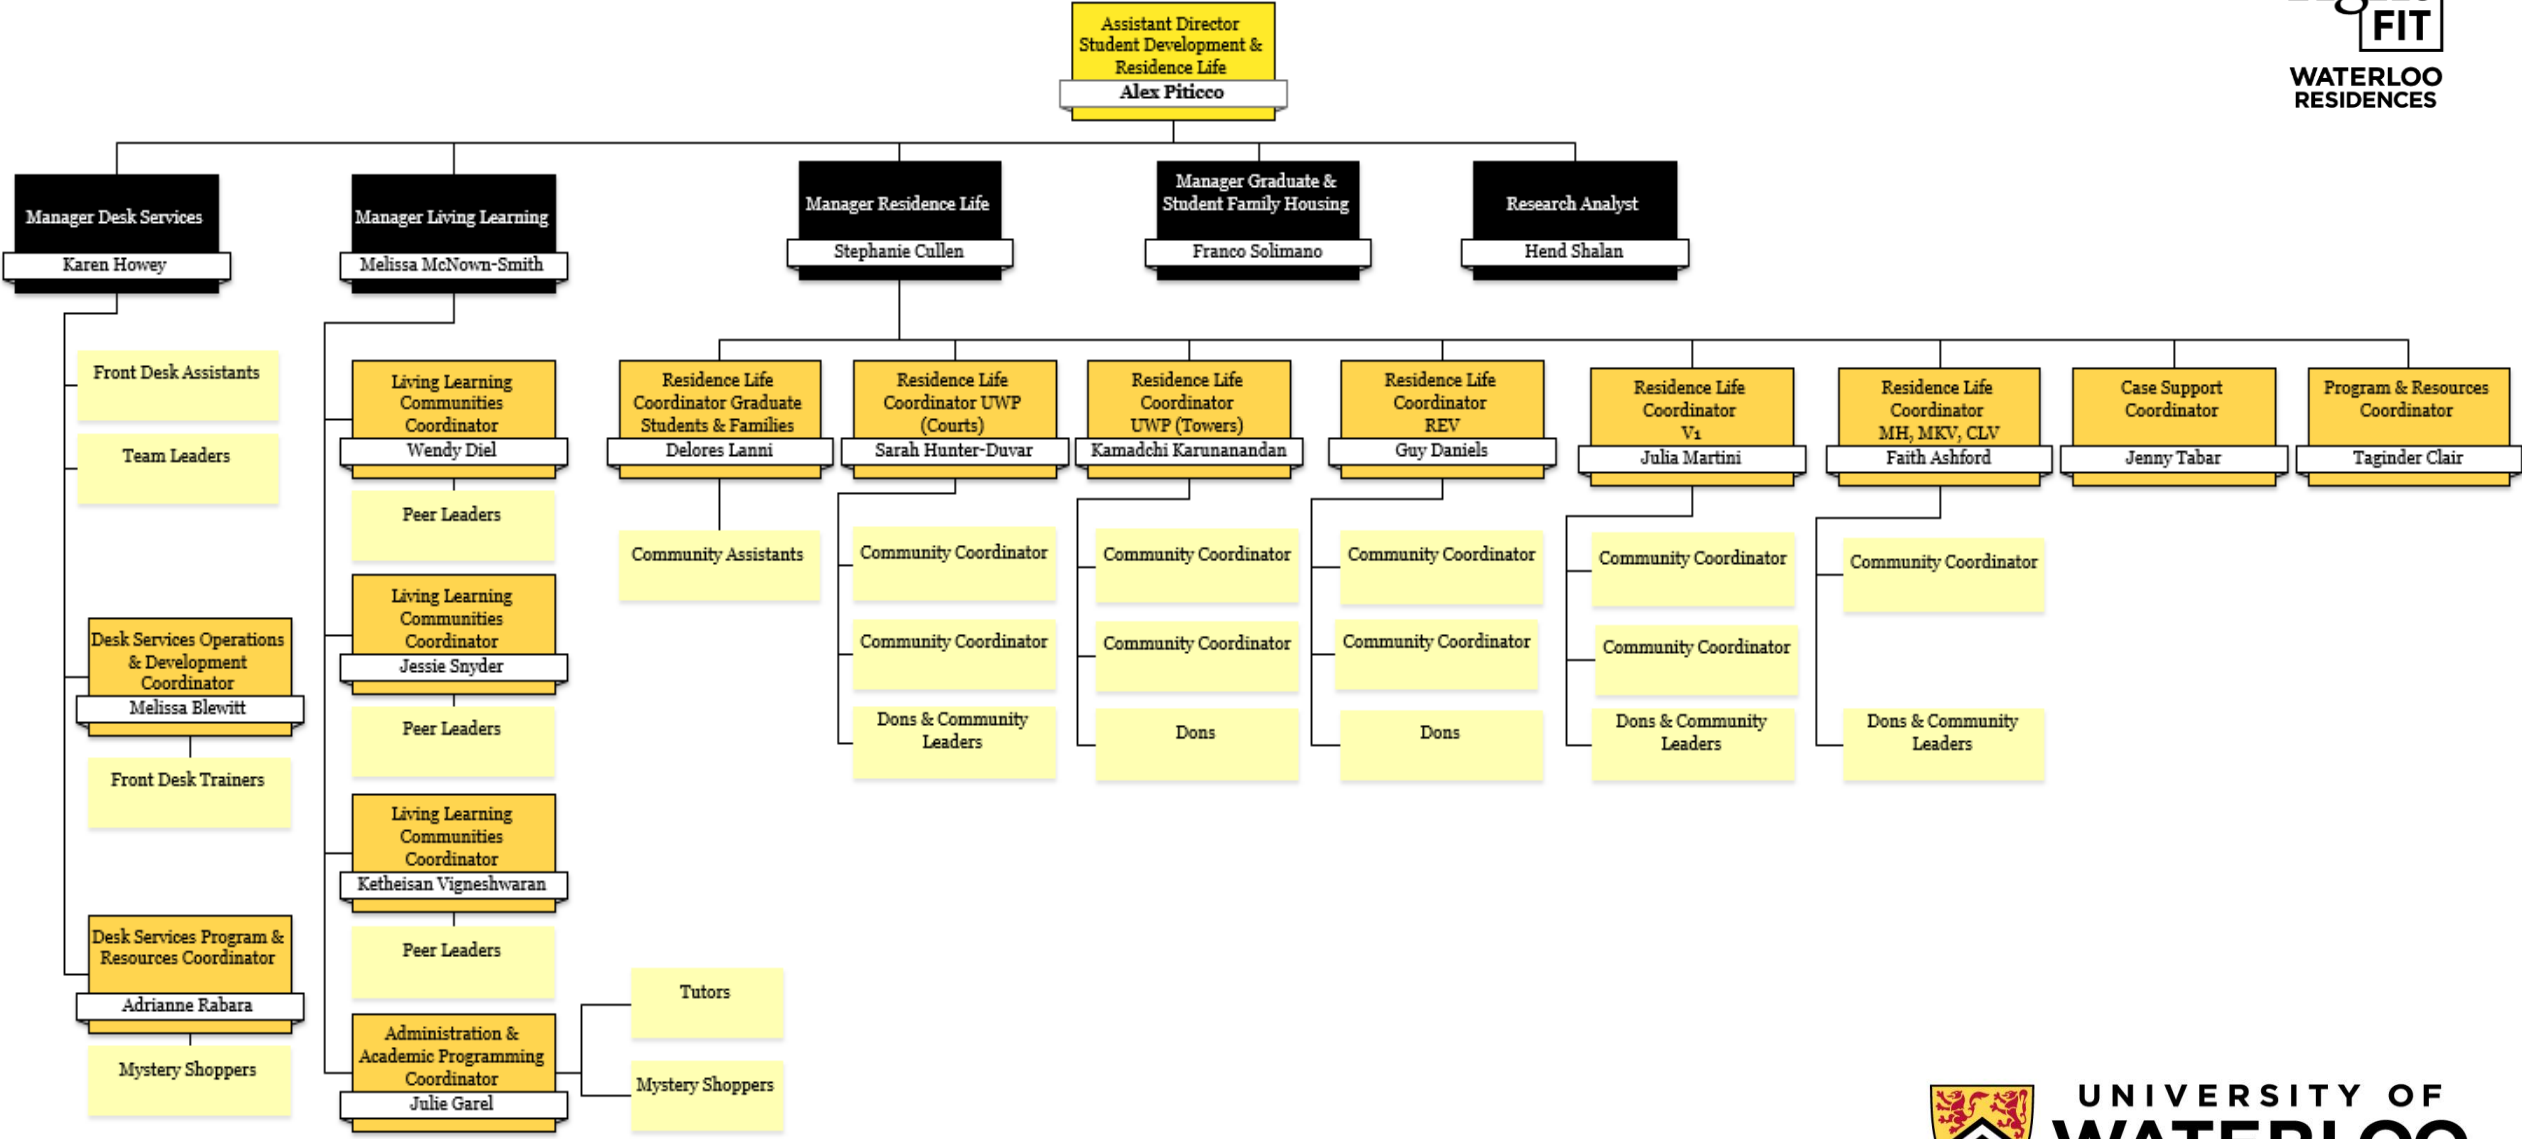 Assistant Director
Student Development &
Residence Life
Alex Piticco
FIT
WATERLOO
RESIDENCES
Manager Desk Services
Karen Howey
Manager Living Learning
Melissa McNown-Smith
Manager Residence Life
Stephanie Cullen
Manager Graduate &
Student Family Housing
Franco Solimano
Research Analyst
Hend Shalan
Front Desk Assistants
Team Leaders
Desk Services Operations
& Development
Coordinator
Melissa Blewitt
Front Desk Trainers
Desk Services Program &
Resources Coordinator
Adrianne Rabara
Mystery Shoppers
Living Learning
Communities
Coordinator
Wendy Diel
Peer Leaders
Living Learning
Communities
Coordinator
Jessie Snyder
Peer Leaders
Living Learning
Communities
Coordinator
Ketheisan Vigneshwaran
Peer Leaders
Administration &
Academic Programming
Coordinator
Julie Garel
Tutors
Mystery Shoppers
Residence Life
Coordinator Graduate
Students & Families
Delores Lanni
Community Assistants
Residence Life
Coordinator UWP
(Courts)
Sarah Hunter-Duvar
Community Coordinator
Community Coordinator
Dons & Community
Leaders
Residence Life
Coordinator
UWP (Towers)
Kamadchi Karunanandan
Community Coordinator
Community Coordinator
Dons
Residence Life
Coordinator
REV
Guy Daniels
Community Coordinator
Community Coordinator
Dons
Residence Life
Coordinator
V1
Julia Martini
Community Coordinator
Community Coordinator
Dons & Community
Leaders
Residence Life
Coordinator
MH, MKV, CLV
Faith Ashford
Community Coordinator
Dons & Community
Leaders
Case Support
Coordinator
Jenny Tabar
Program & Resources
Coordinator
Taginder Clair
UNIVERSITY OF
WATERLOO